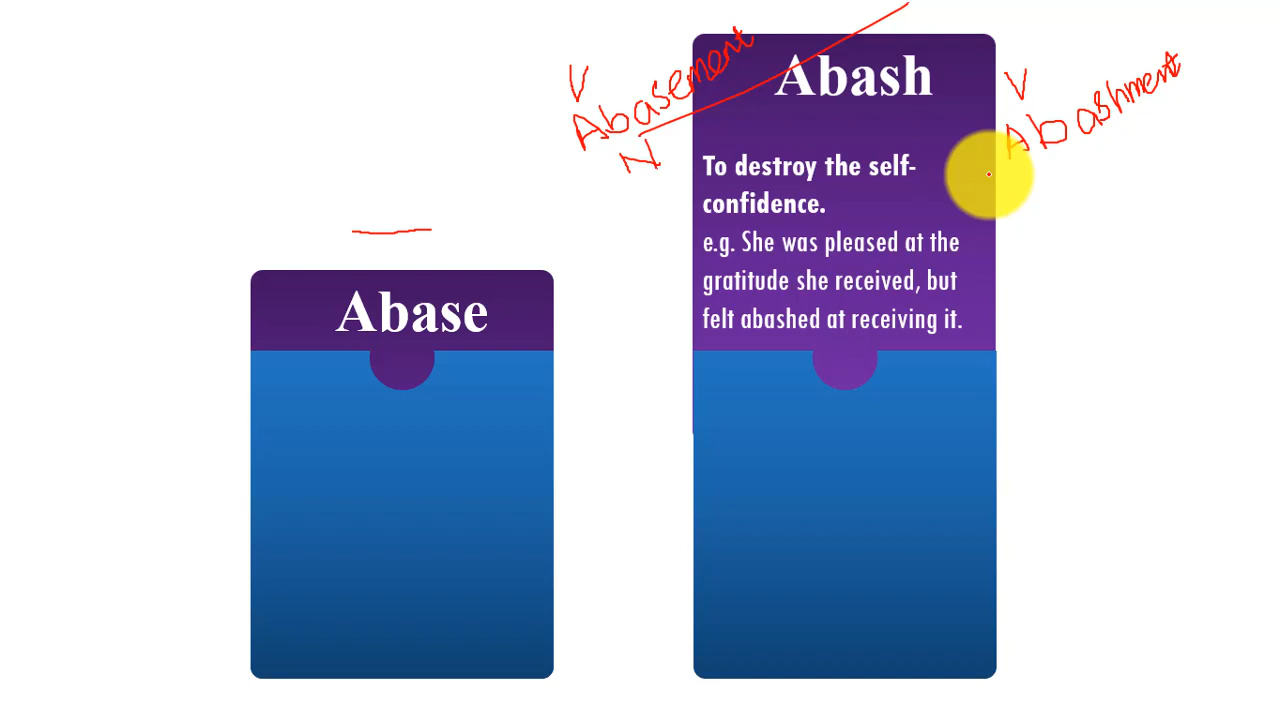 V
Abasement
N
Abash
V
Abashment
To destroy the self-
confidence.
e.g. She was pleased at the
gratitude she received, but
felt abashed at receiving it.
Abase